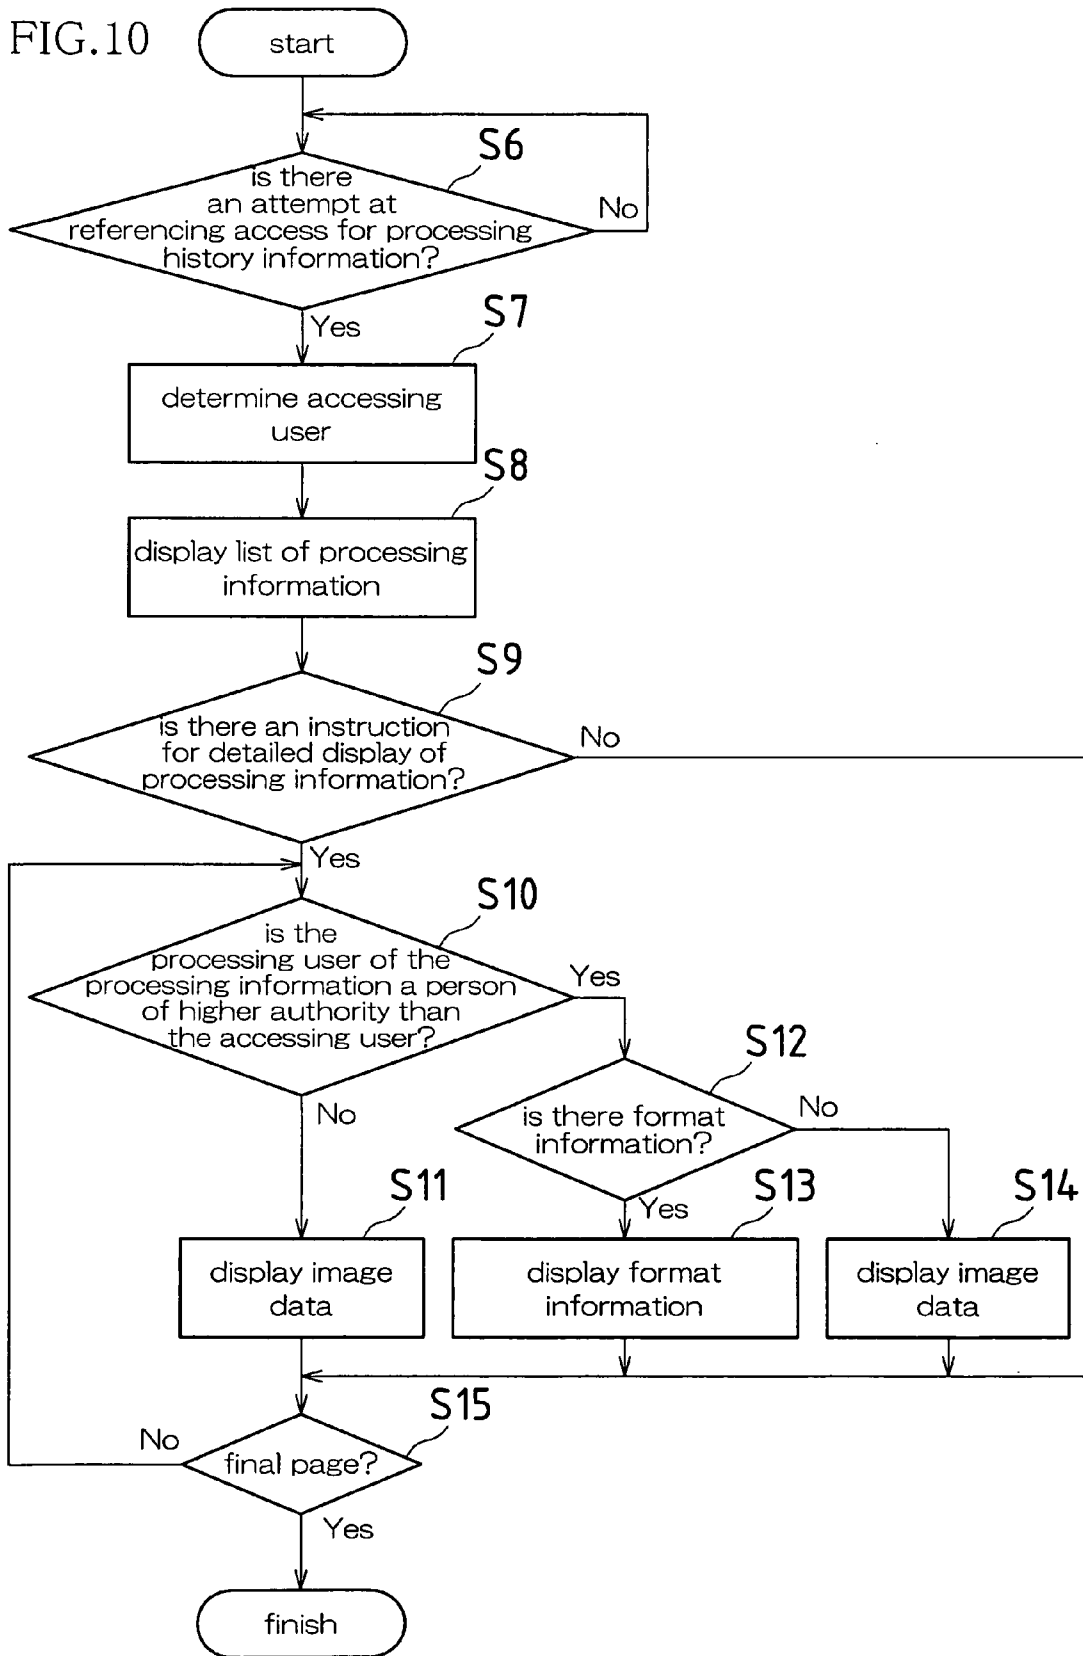 FIG.10
start
S6
is there
an attempt at
referencing access for processing
history information?
No
Yes
S7
determine accessing
user
S8
display list of processing
information
S9
is there an instruction
for detailed display of
processing information?
No
Yes
S10
is the
processing user of the
processing information a person
of higher authority than
the accessing user?
Yes
No
S12
is there format
information?
No
Yes
S11
display image
data
S13
display format
information
S14
display image
data
S15
final page?
No
Yes
finish